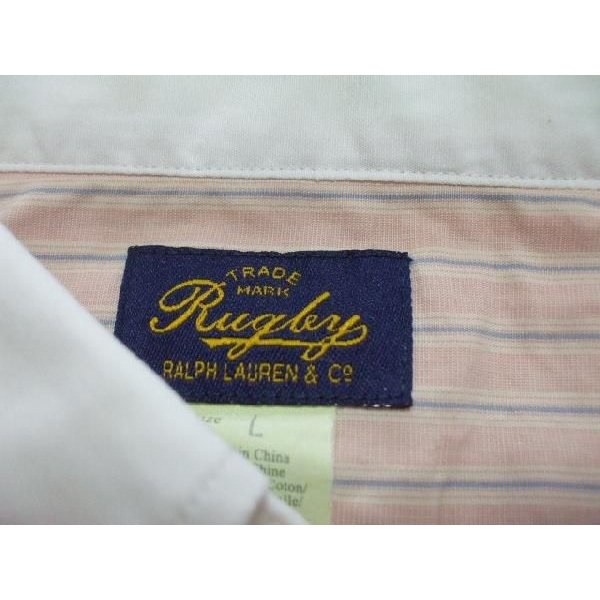 TRADE
MARK
Rugby
RALPH LAUREN & Co
L
in China
Coton/